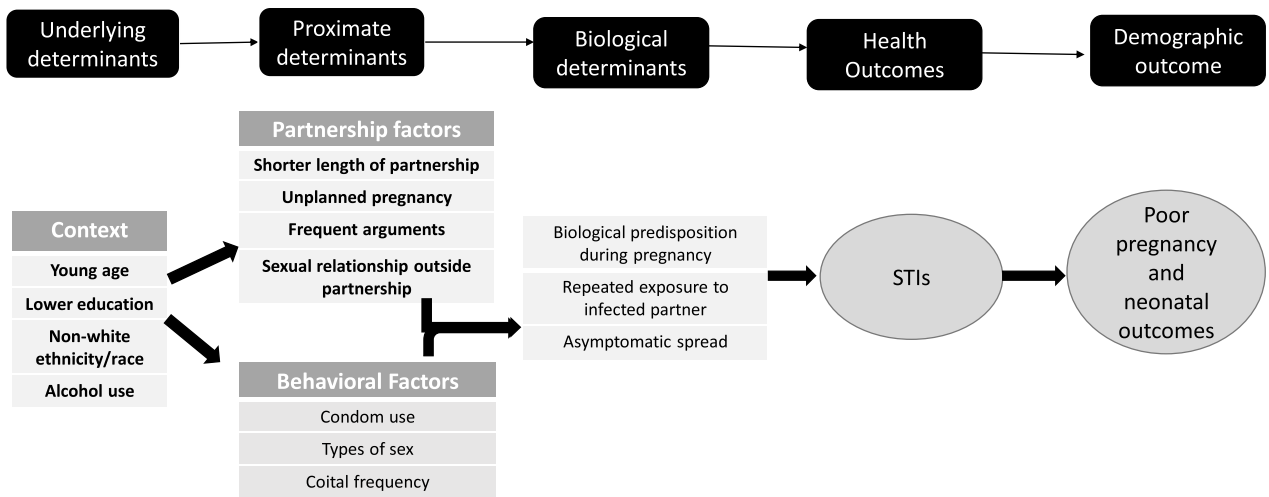 Underlying
determinants
Proximate
determinants
Biological
determinants
Health
Outcomes
Demographic
outcome
Partnership factors
Shorter length of partnership
Unplanned pregnancy
Frequent arguments
Sexual relationship outside
partnership
Context
Young age
Lower education
Non-white
ethnicity/race
Alcohol use
Behavioral Factors
Condom use
Types of sex
Coital frequency
Biological predisposition
during pregnancy
Repeated exposure to
infected partner
Asymptomatic spread
STIs
Poor
pregnancy
and
neonatal
outcomes